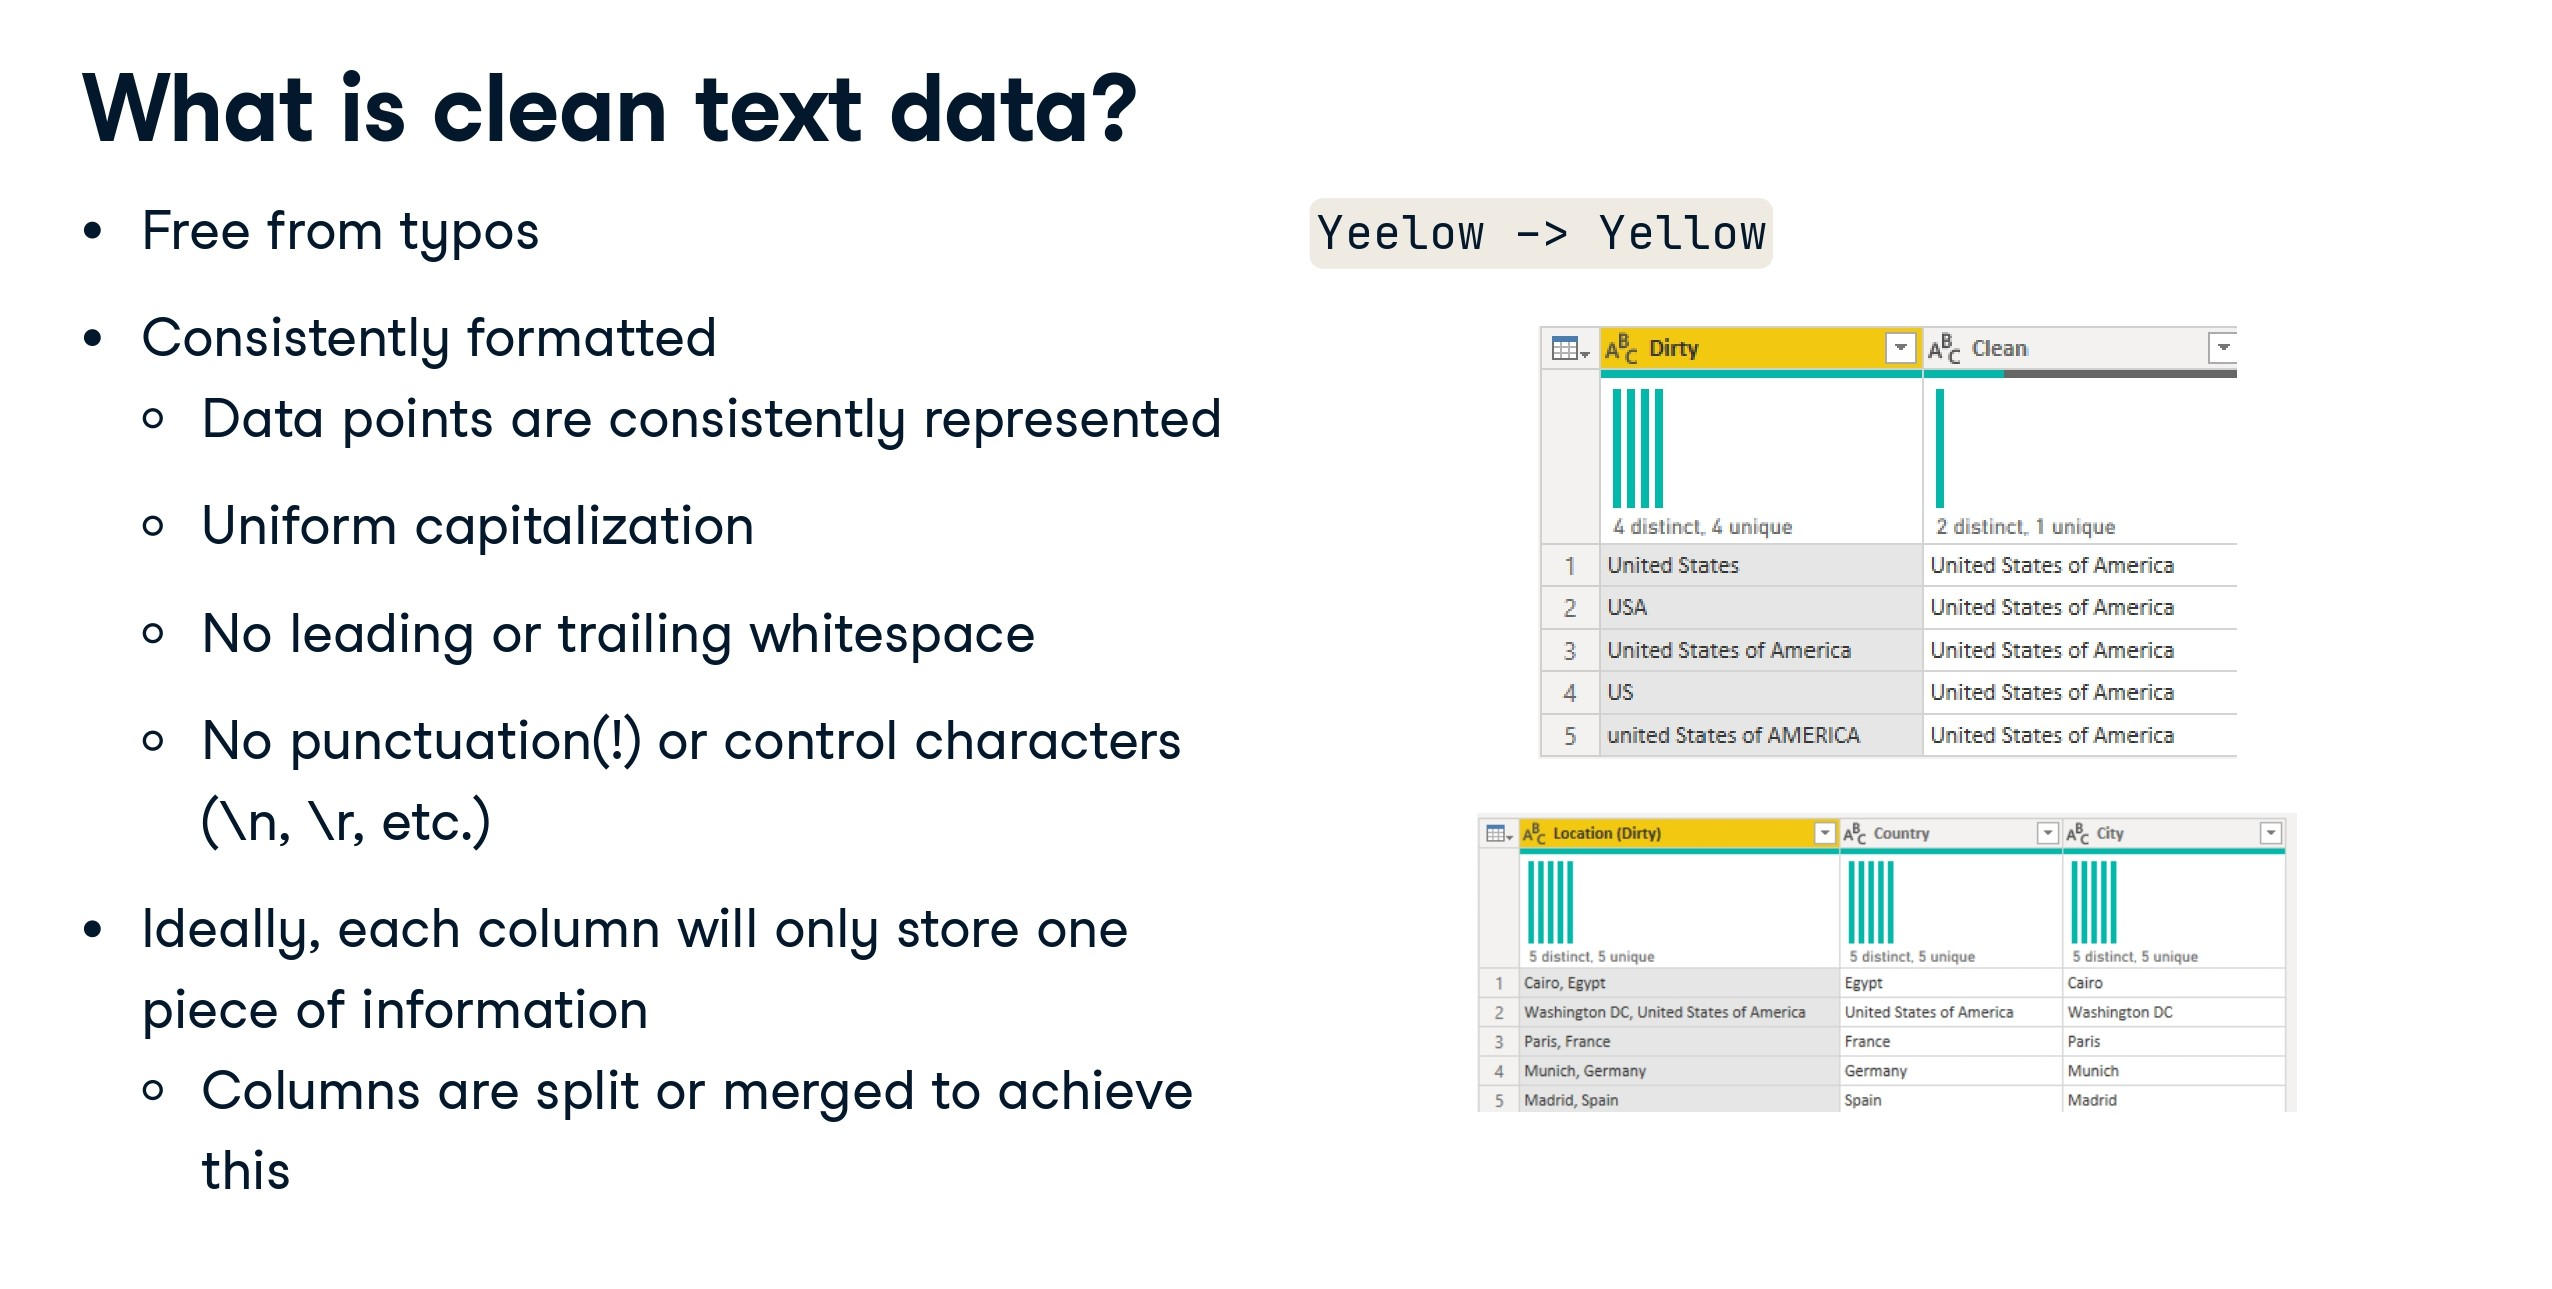 What is clean text data?
• Free from typos
• Consistently formatted
○ Data points are consistently represented
○ Uniform capitalization
○ No leading or trailing whitespace
○ No punctuation(!) or control characters
(\n, \r, etc.)
• Ideally, each column will only store one
piece of information
○ Columns are split or merged to achieve
this
Yeelow -> Yellow
ABC Dirty ABC Clean
4 distinct, 4 unique 2 distinct, 1 unique
1 United States United States of America
2 USA United States of America
3 United States of America United States of America
4 US United States of America
5 united States of AMERICA United States of America
ABC Location (Dirty) ABC Country ABC City
5 distinct, 5 unique 5 distinct, 5 unique 5 distinct, 5 unique
1 Cairo, Egypt Egypt Cairo
2 Washington DC, United States of America United States of America Washington DC
3 Paris, France France Paris
4 Munich, Germany Germany Munich
5 Madrid, Spain Spain Madrid